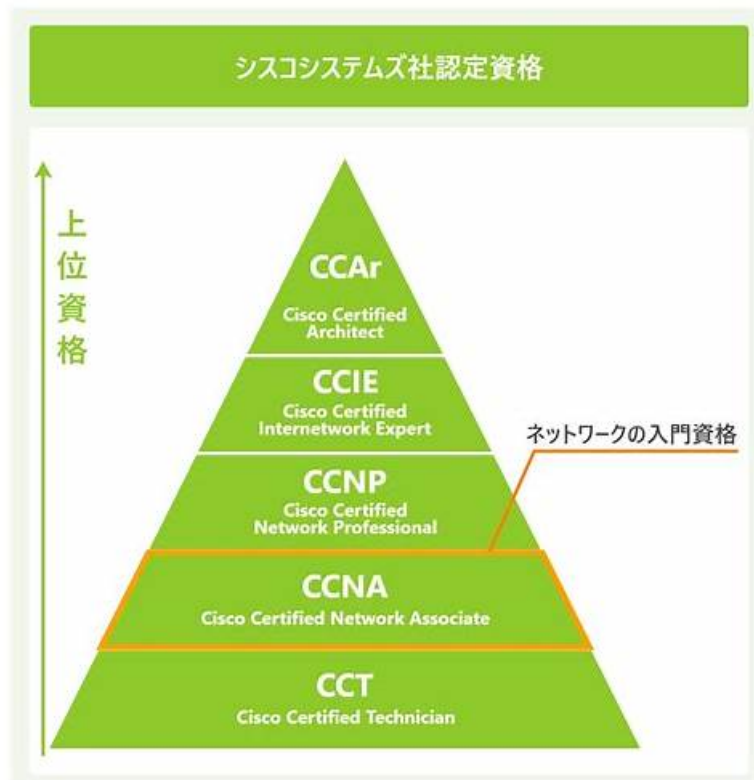 シスコシステムズ社認定資格
上位資格
CCAr
Cisco Certified
Architect
CCIE
Cisco Certified
Internetwork Expert
ネットワークの入門資格
CCNP
Cisco Certified
Network Professional
CCNA
Cisco Certified Network Associate
CCT
Cisco Certified Technician